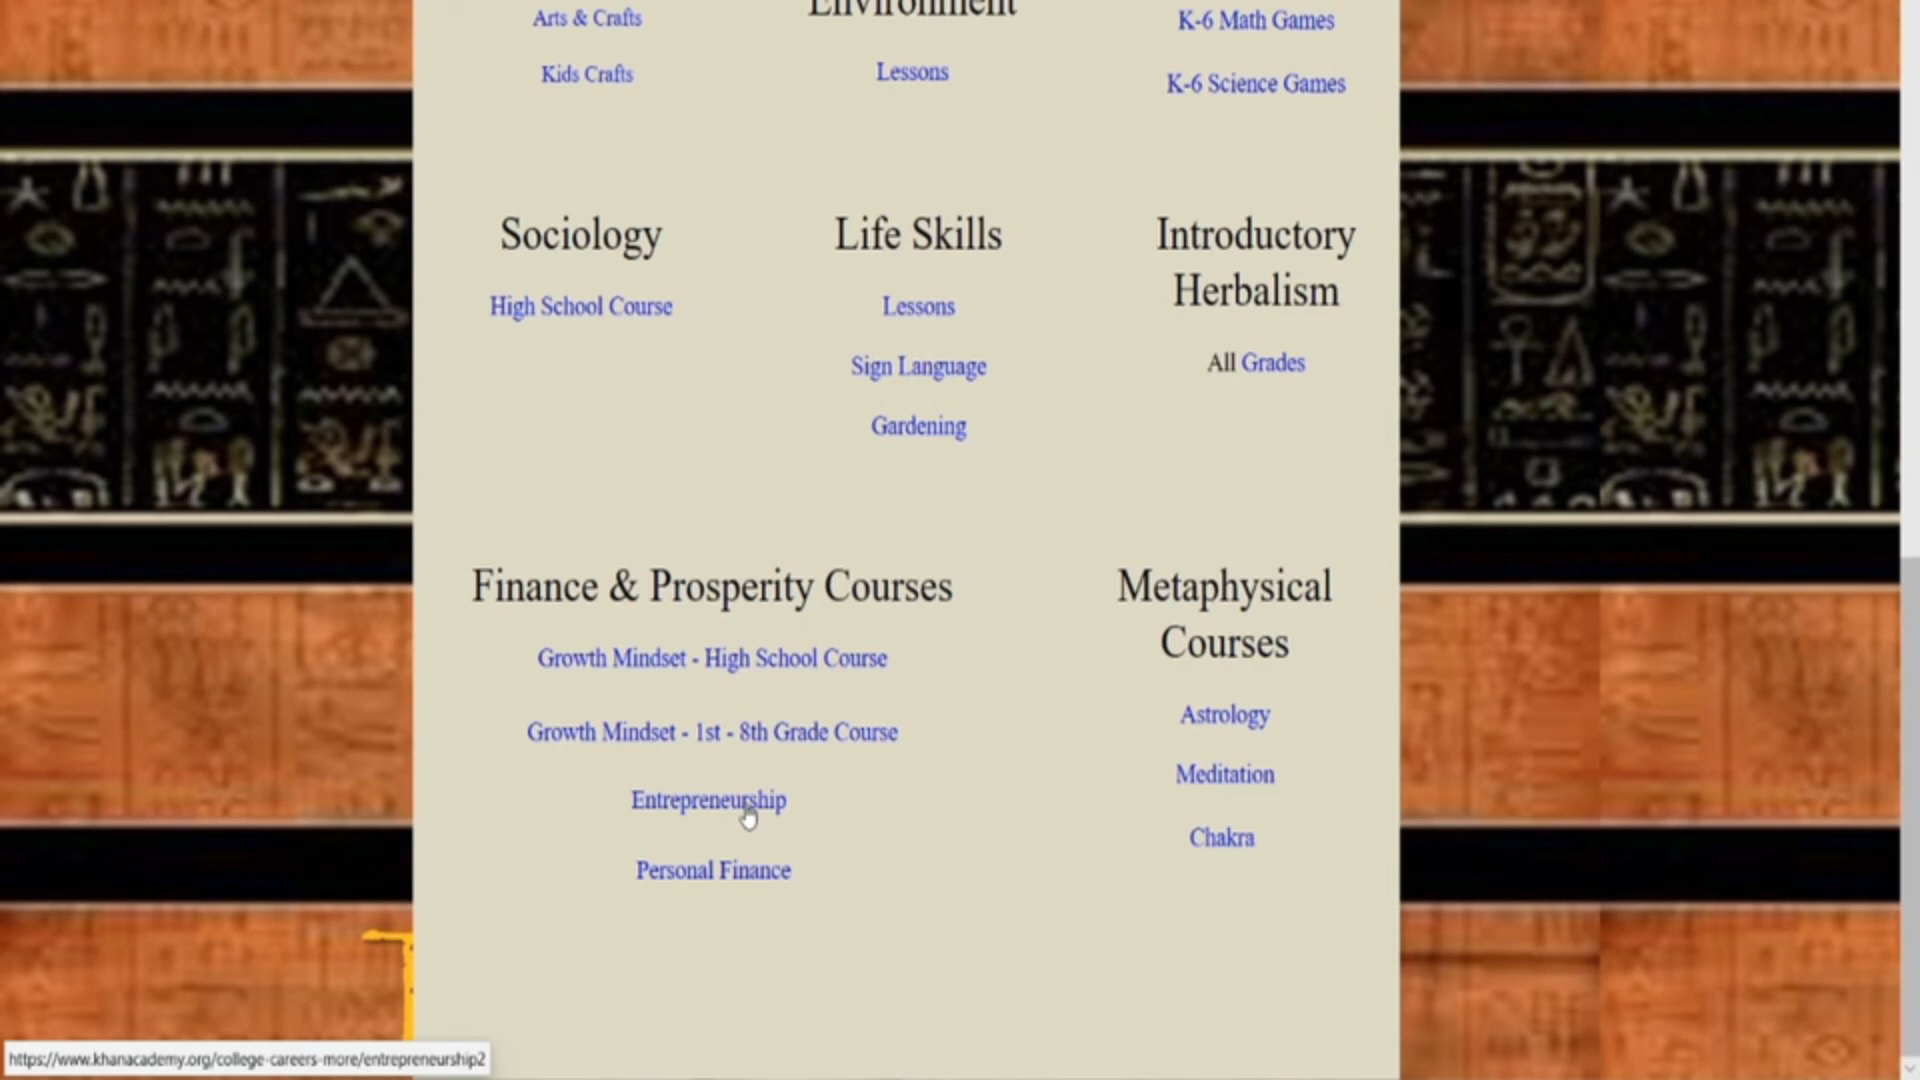 Arts & Crafts
Kids Crafts
Environment
Lessons
K-6 Math Games
K-6 Science Games
Sociology
High School Course
Life Skills
Lessons
Sign Language
Gardening
Introductory
Herbalism
All Grades
Finance & Prosperity Courses
Growth Mindset - High School Course
Growth Mindset - 1st - 8th Grade Course
Entrepreneurship
Personal Finance
Metaphysical
Courses
Astrology
Meditation
Chakra
https://www.khanacademy.org/college-careers-more/entrepreneurship2